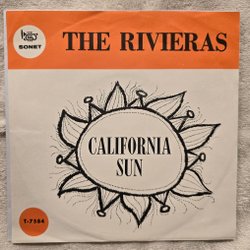 SONET
THE RIVIERAS
CALIFORNIA
SUN
T-7584